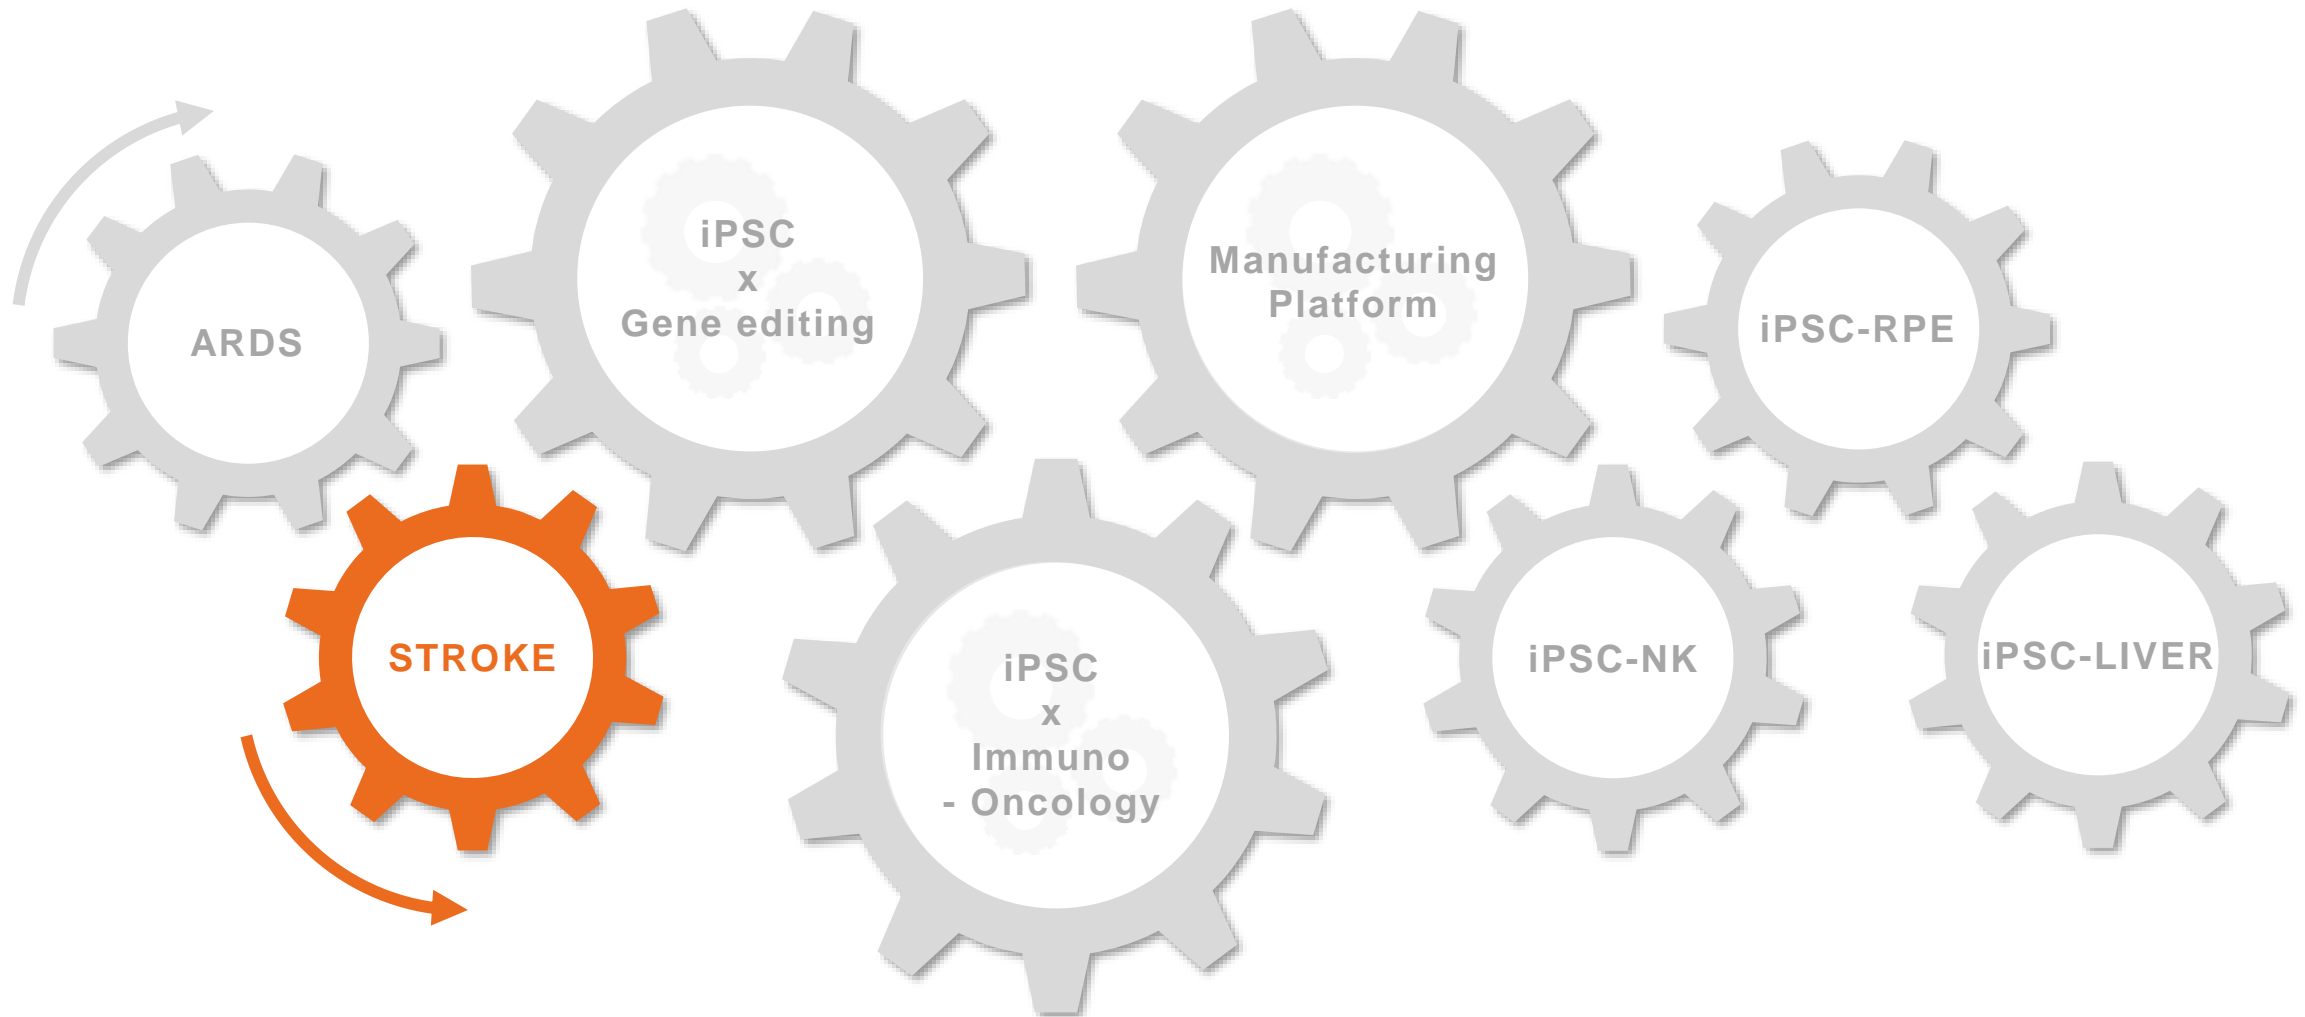 ARDS
iPSC
x
Gene editing
Manufacturing
Platform
iPSC-RPE
STROKE
iPSC
x
Immuno
- Oncology
iPSC-NK
iPSC-LIVER